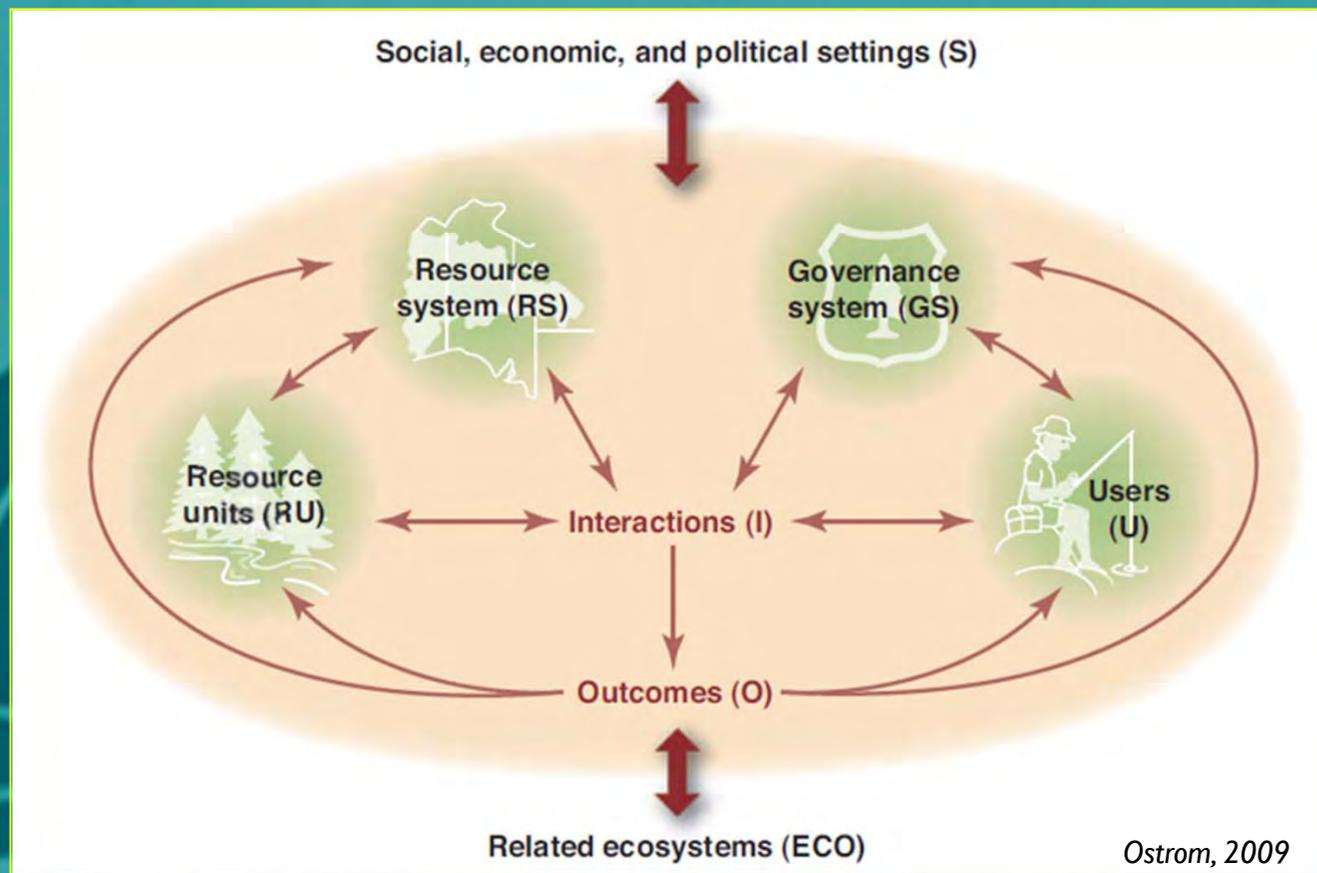 Social, economic, and political settings (S)
Resource
system (RS)
Governance
system (GS)
Resource
units (RU)
Interactions (I)
Users
(U)
Outcomes (O)
Related ecosystems (ECO)
Ostrom, 2009